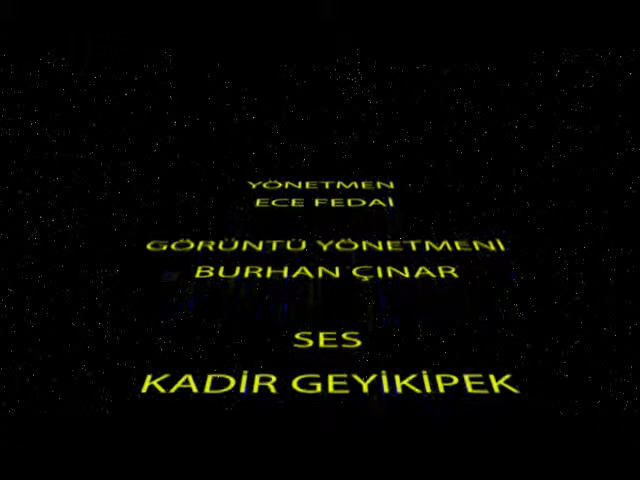 YÖNETMEN
ECE FEDAİ
GÖRÜNTÜ YÖNETMENİ
BURHAN ÇINAR
SES
KADİR GEYİKİPEK